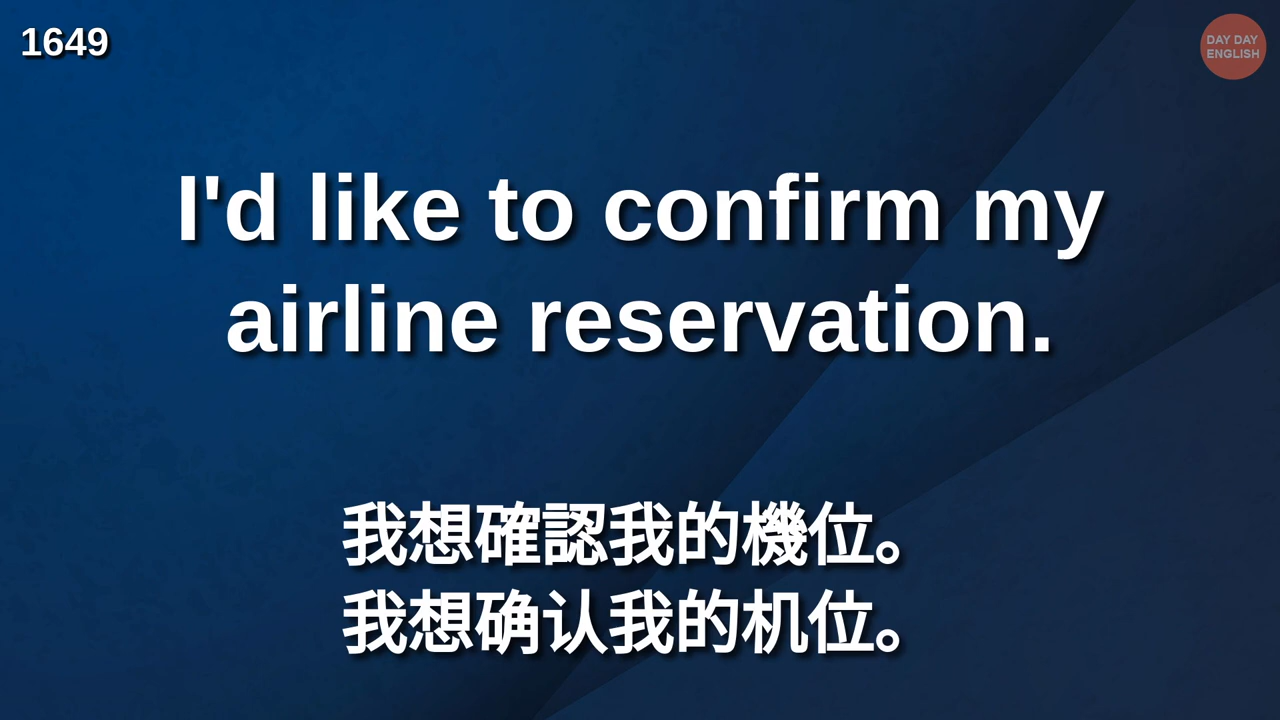 1649
DAY DAY
ENGLISH
I'd like to confirm my
airline reservation.
我想確認我的機位。
我想确认我的机位。